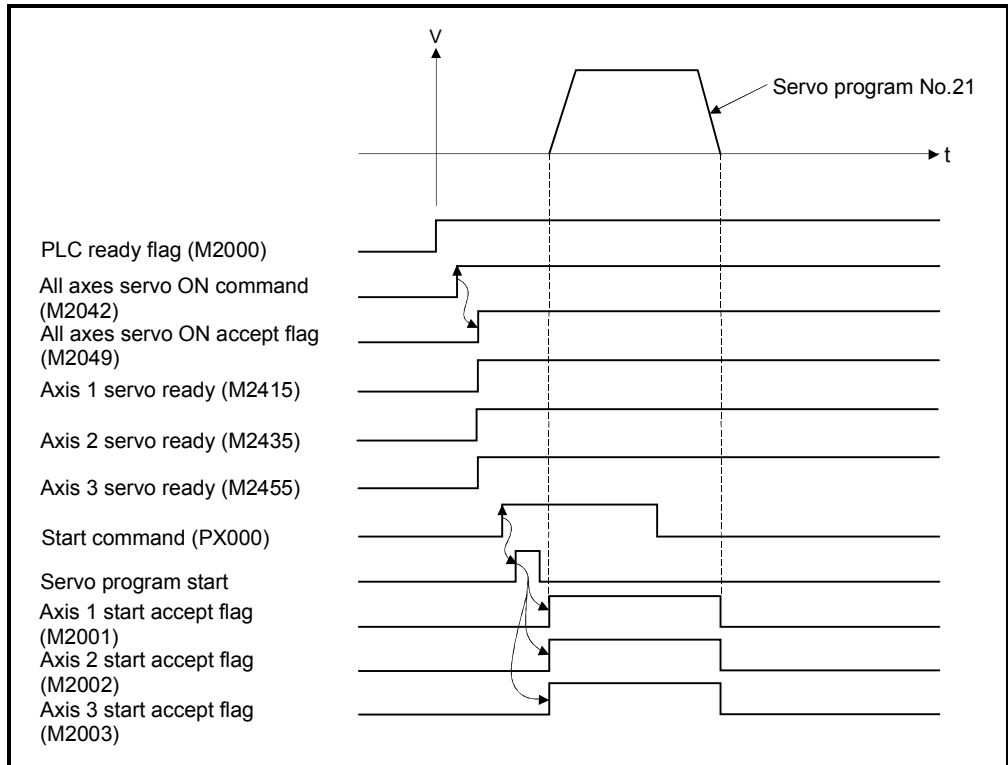 V
Servo program No.21
t
PLC ready flag (M2000)
All axes servo ON command
(M2042)
All axes servo ON accept flag
(M2049)
Axis 1 servo ready (M2415)
Axis 2 servo ready (M2435)
Axis 3 servo ready (M2455)
Start command (PX000)
Servo program start
Axis 1 start accept flag
(M2001)
Axis 2 start accept flag
(M2002)
Axis 3 start accept flag
(M2003)